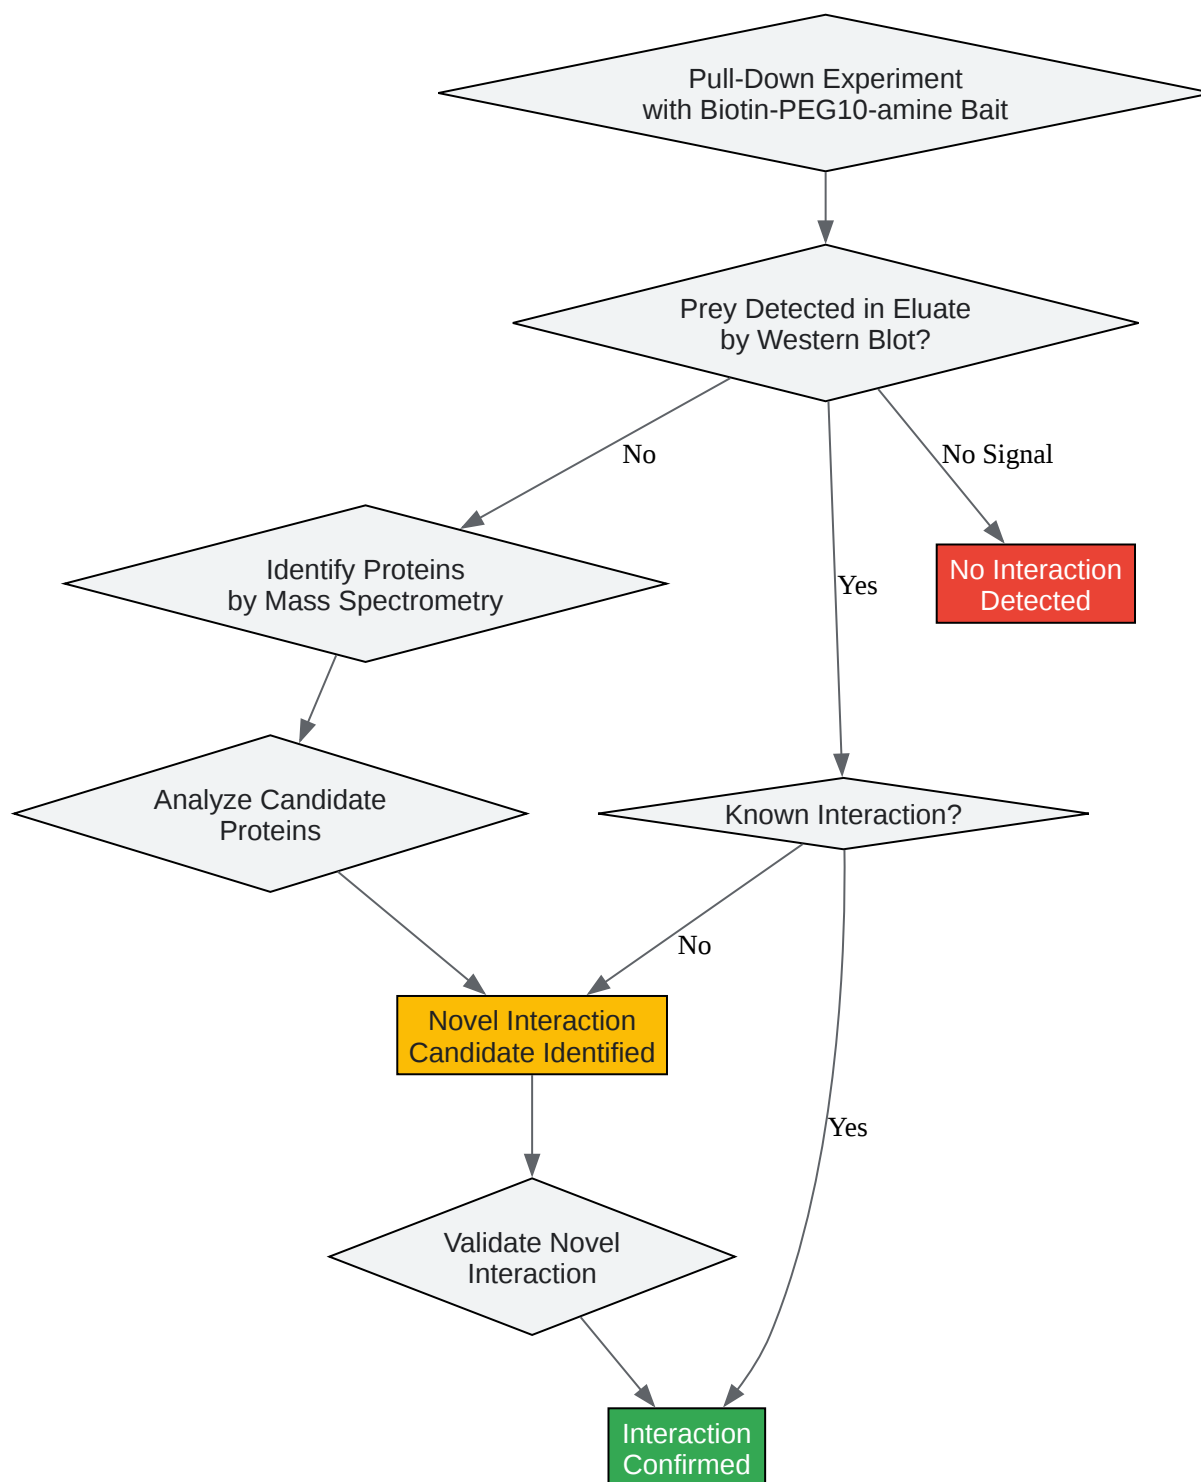 Pull-Down Experiment
with Biotin-PEG10-amine Bait
Prey Detected in Eluate
by Western Blot?
No
No Signal
Identify Proteins
by Mass Spectrometry
Yes
No Interaction
Detected
Analyze Candidate
Proteins
Known Interaction?
No
Novel Interaction
Candidate Identified
Yes
Validate Novel
Interaction
Interaction
Confirmed